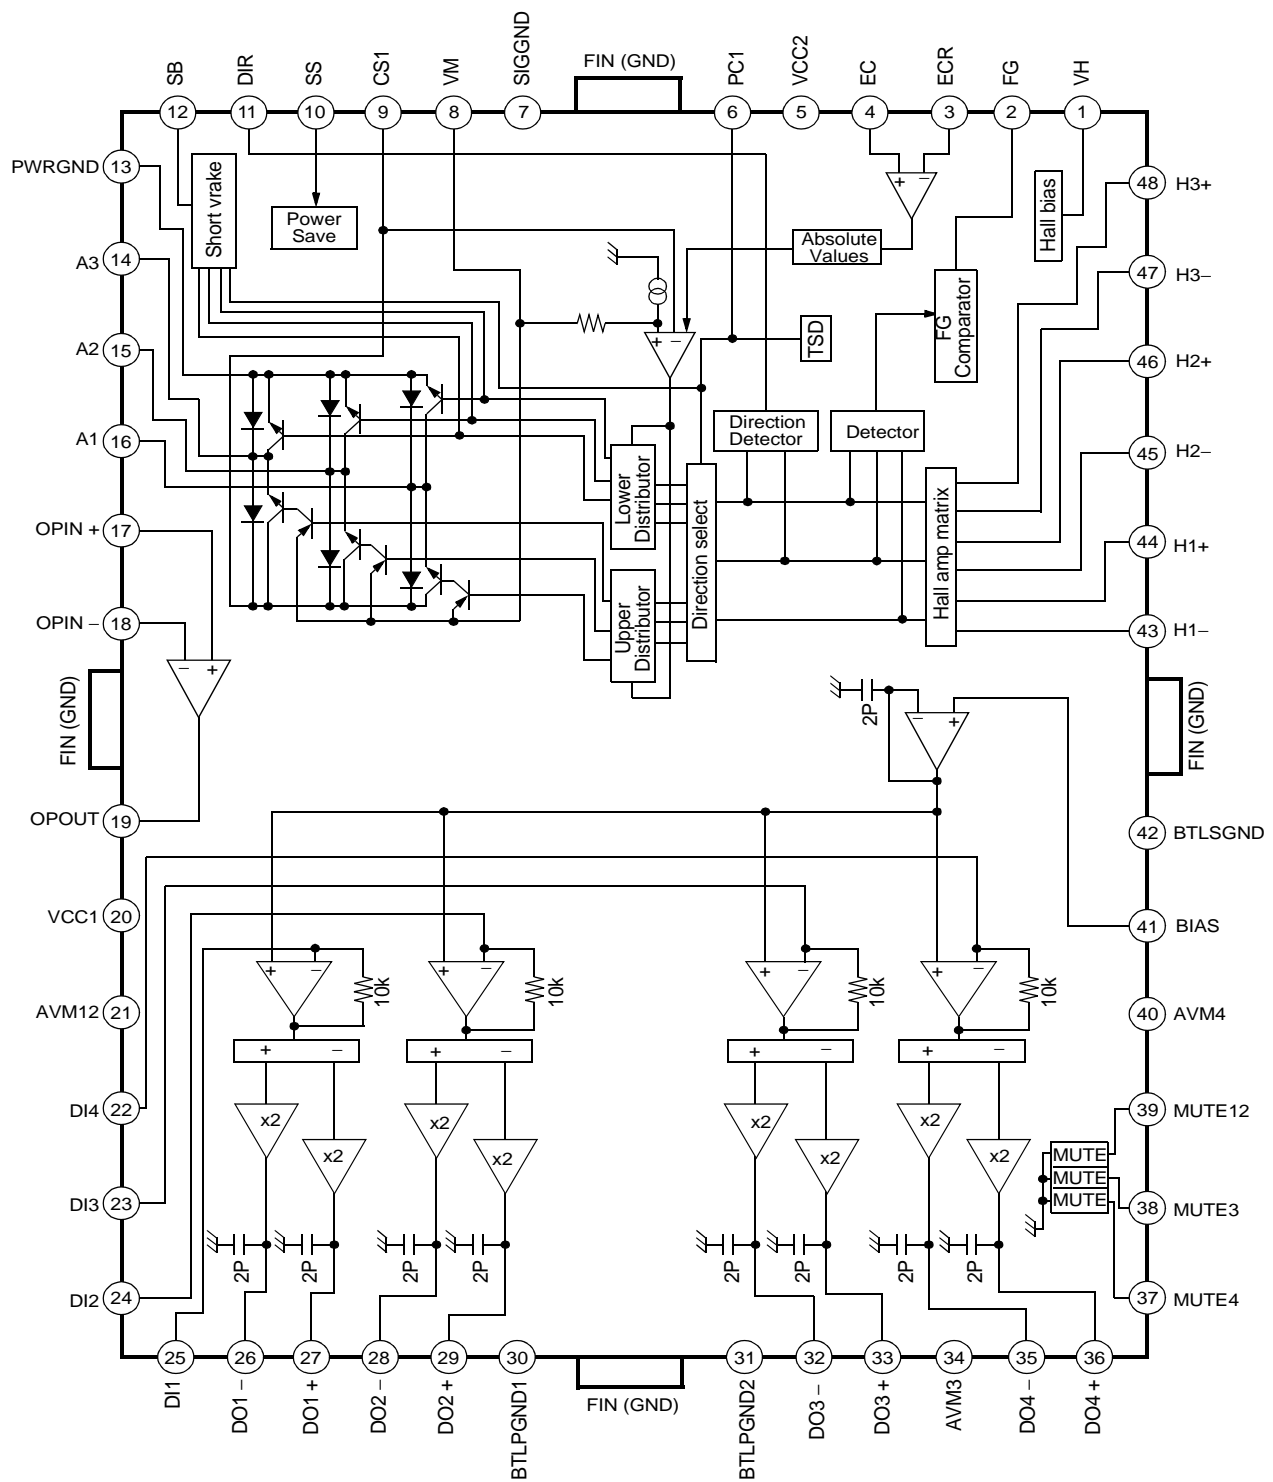 FIN (GND)
SB
DIR
SS
CS1
VM
SIGGND
PC1
VCC2
EC
ECR
FG
VH
12
11
10
9
8
7
6
5
4
3
2
1
PWRGND 13
A3 14
A2 15
A1 16
OPIN + 17
OPIN − 18
FIN (GND)
OPOUT 19
VCC1 20
AVM12 21
DI4 22
DI3 23
DI2 24
48 H3+
47 H3−
46 H2+
45 H2−
44 H1+
43 H1−
FIN (GND)
42 BTLSGND
41 BIAS
40 AVM4
39 MUTE12
38 MUTE3
37 MUTE4
Short vrake
Power
Save
+ −
Absolute
Values
Hall bias
FG
Comparator
+ −
TSD
Direction
Detector
Detector
Lower
Distributor
Upper
Distributor
Direction select
Hall amp matrix
− +
2P
− +
+ −
10k
+ −
10k
+ −
10k
+ −
10k
+ −
+ −
+ −
+ −
x2
x2
x2
x2
x2
x2
x2
x2
MUTE
MUTE
MUTE
2P
2P
2P
2P
2P
2P
2P
2P
25
26
27
28
29
30
31
32
33
34
35
36
DI1
DO1 −
DO1 +
DO2 −
DO2 +
BTLPGND1
FIN (GND)
BTLPGND2
DO3 −
DO3 +
AVM3
DO4 −
DO4 +